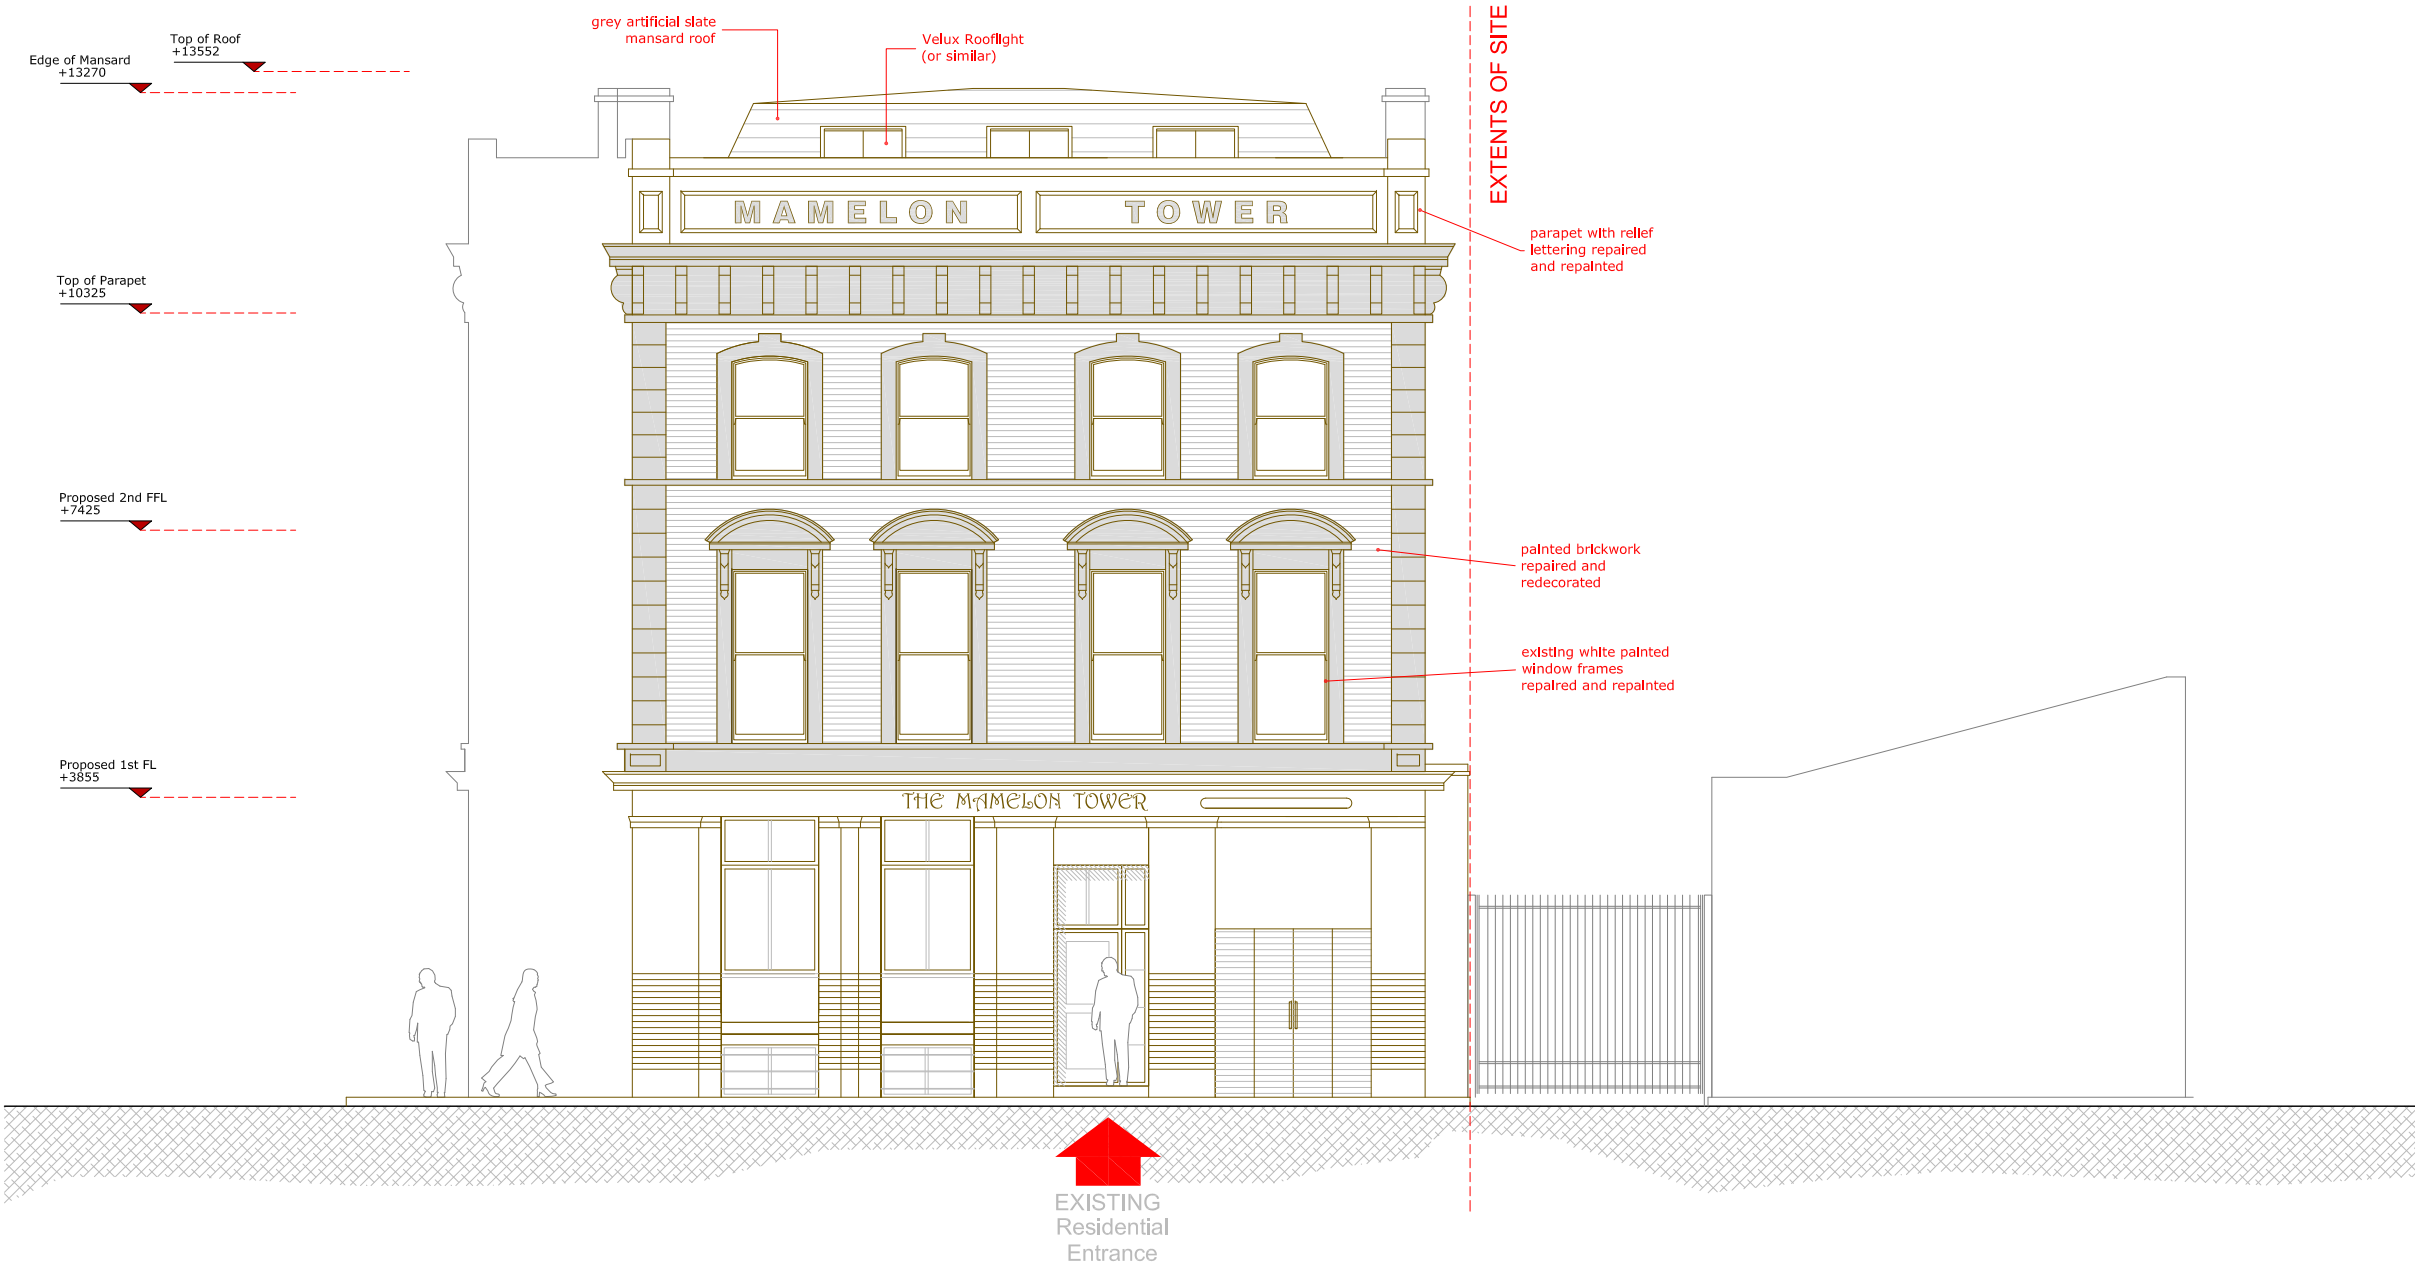 Top of Roof
+13552
Edge of Mansard
+13270
grey artificial slate
mansard roof
Velux Rooflight
(or similar)
EXTENTS OF SITE
MAMELON TOWER
parapet with relief
lettering repaired
and repainted
Top of Parapet
+10325
Proposed 2nd FFL
+7425
painted brickwork
repaired and
redecorated
existing white painted
window frames
repaired and repainted
Proposed 1st FL
+3855
THE MAMELON TOWER
EXISTING
Residential
Entrance